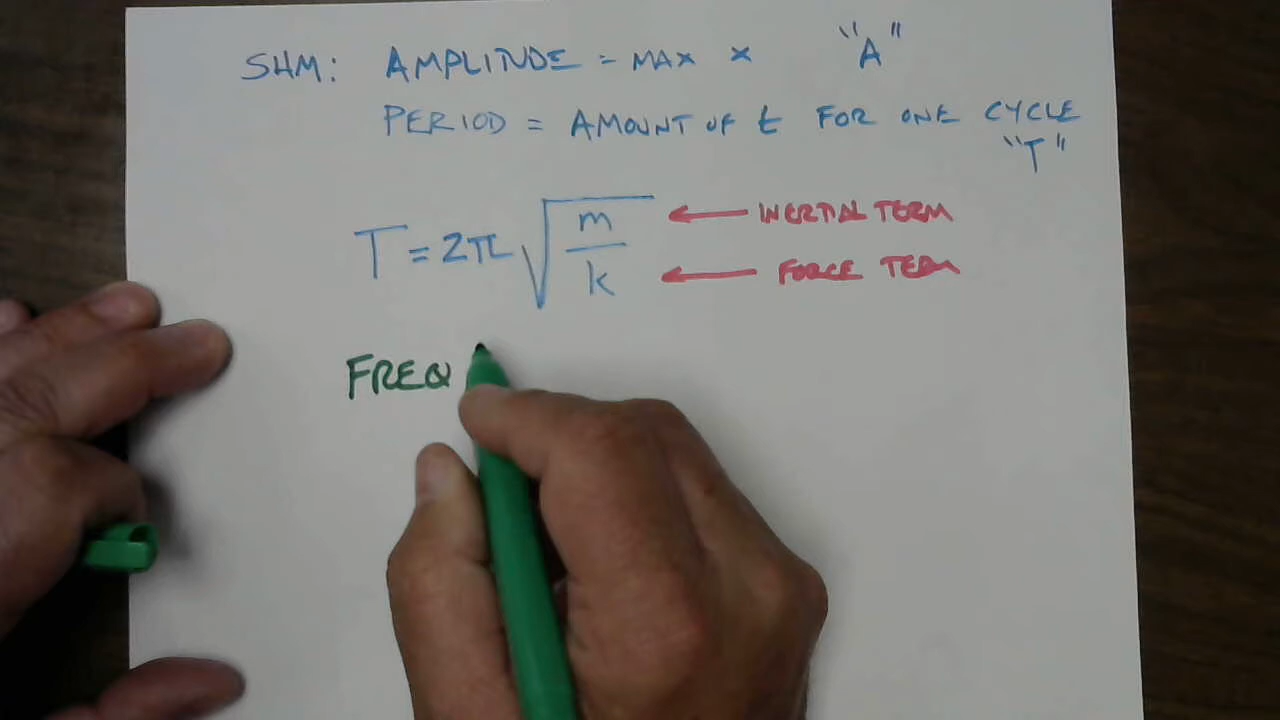 SHM: AMPLITUDE = MAX x "A"
PERIOD = AMOUNT OF t FOR ONE CYCLE
"T"
T = 2π √(m/k)
← INERTIAL TERM
← FORCE TERM
FREQ